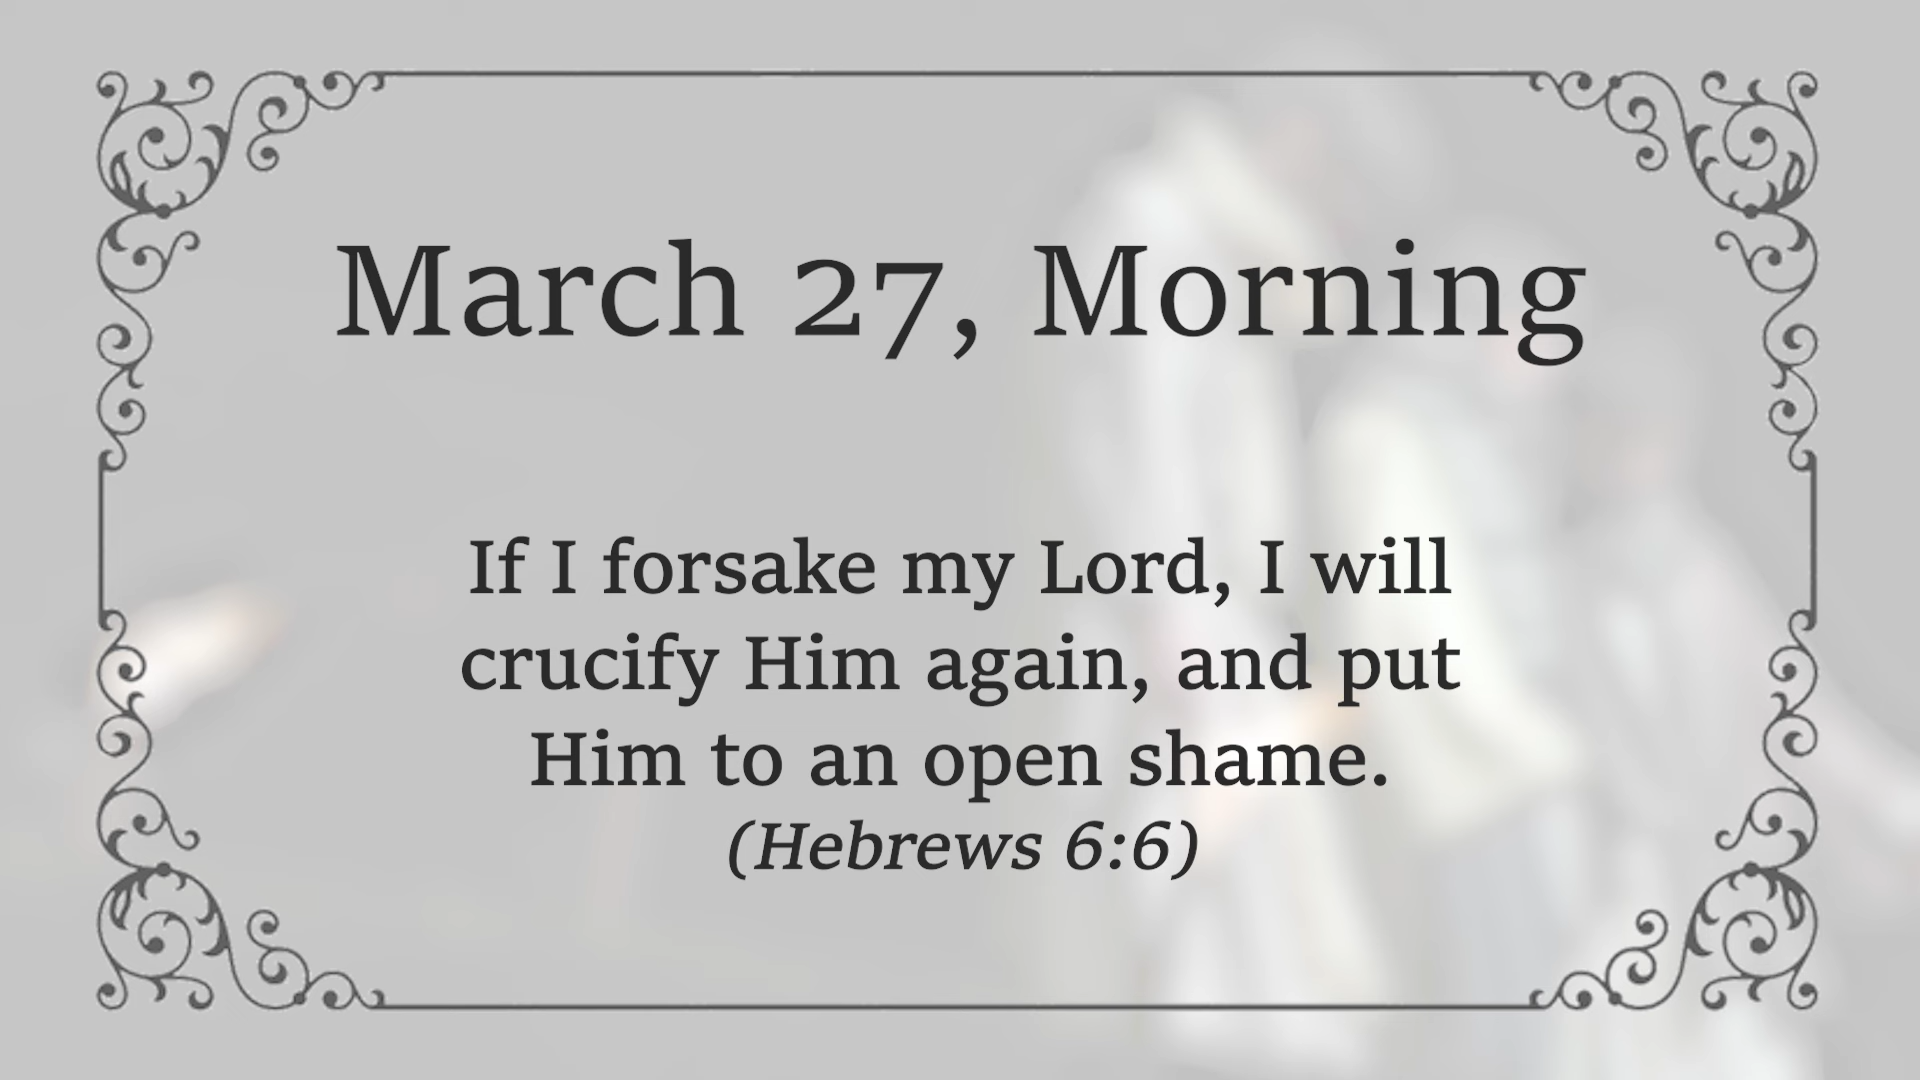 March 27, Morning
If I forsake my Lord, I will
crucify Him again, and put
Him to an open shame.
(Hebrews 6:6)